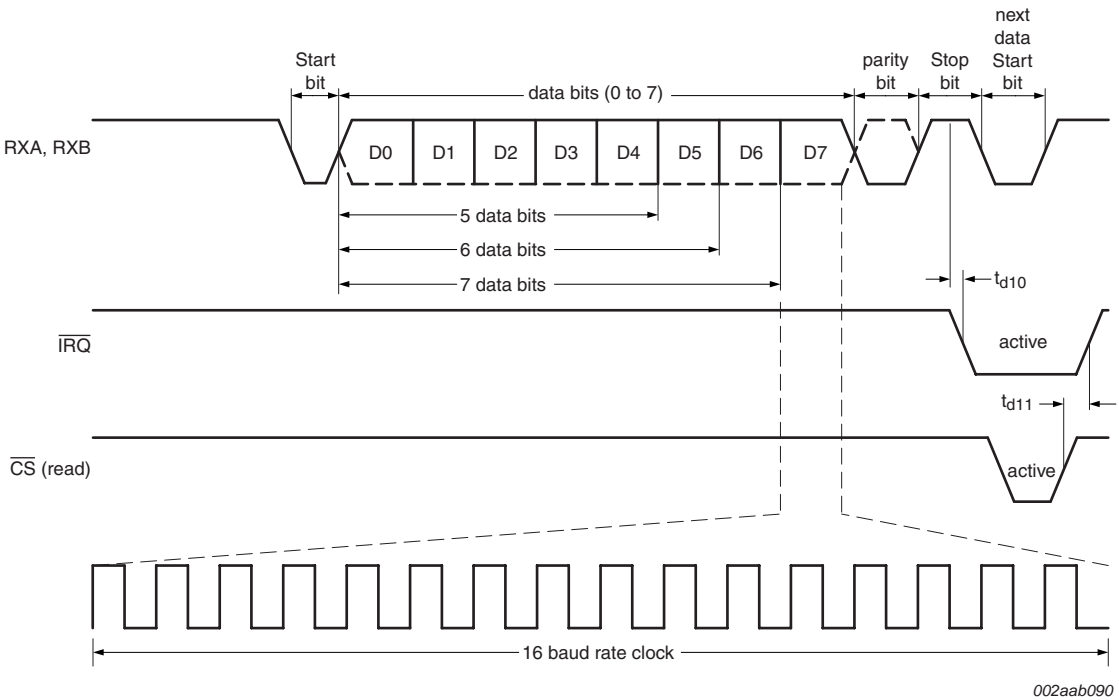 Start
bit
data bits (0 to 7)
parity
bit
Stop
bit
next
data
Start
bit
RXA, RXB
D0 D1 D2 D3 D4 D5 D6 D7
5 data bits
6 data bits
7 data bits
td10
IRQ
active
td11
CS (read)
active
16 baud rate clock
002aab090